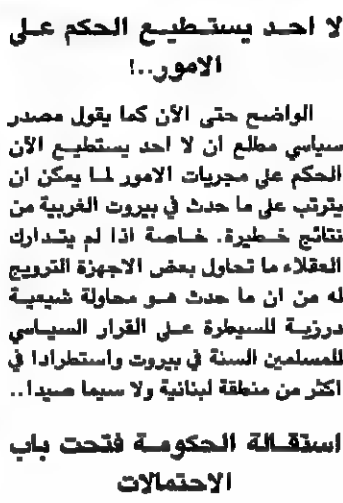 لا احد يستطيع الحكم على
الامور..!
الواضح حتى الآن كما يقول مصدر
سياسي مطلع ان لا احد يستطيع الآن
الحكم على مجريات الامور لما يمكن ان
يترتب على ما حدث في بيروت الغربية من
نتائج خطيرة. خاصة اذا لم يتدارك
العقلاء ما تحاول بعض الاجهزة الترويج
له من ان ما حدث هو محاولة شيعية
درزية للسيطرة على القرار السياسي
للمسلمين السنة في بيروت واستطرادا في
اكثر من منطقة لبنانية ولا سيما صيدا..
استقالة الحكومة فتحت باب
الاحتمالات